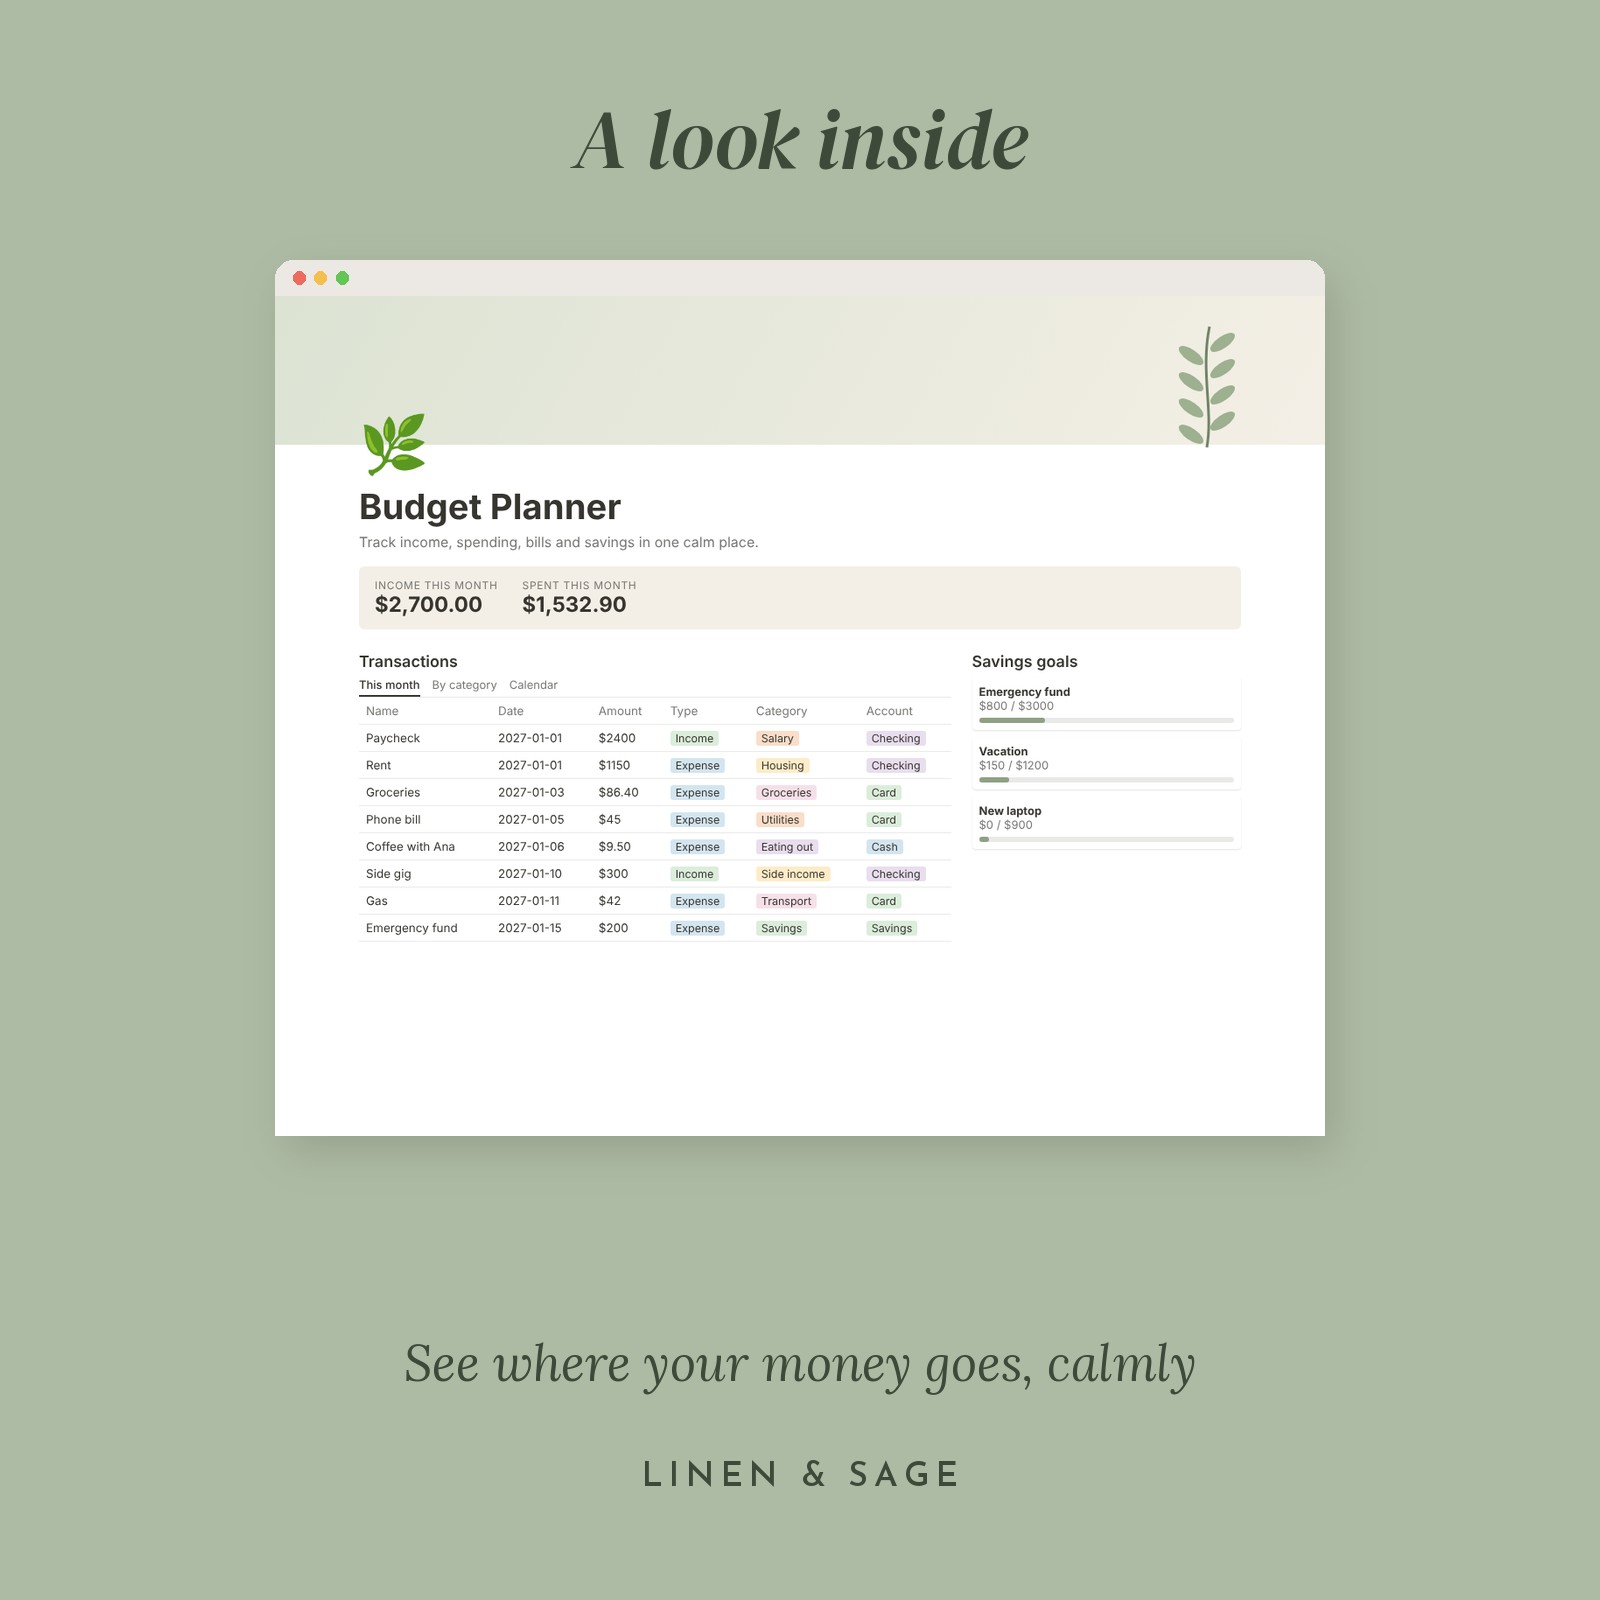 A look inside
Budget Planner
Track income, spending, bills and savings in one calm place.
INCOME THIS MONTH SPENT THIS MONTH
$2,700.00 $1,532.90
Transactions
This month By category Calendar
Name Date Amount Type Category Account
Paycheck 2027-01-01 $2400 Income Salary Checking
Rent 2027-01-01 $1150 Expense Housing Checking
Groceries 2027-01-03 $86.40 Expense Groceries Card
Phone bill 2027-01-05 $45 Expense Utilities Card
Coffee with Ana 2027-01-06 $9.50 Expense Eating out Cash
Side gig 2027-01-10 $300 Income Side income Checking
Gas 2027-01-11 $42 Expense Transport Card
Emergency fund 2027-01-15 $200 Expense Savings Savings
Savings goals
Emergency fund
$800 / $3000
Vacation
$150 / $1200
New laptop
$0 / $900
See where your money goes, calmly
LINEN & SAGE